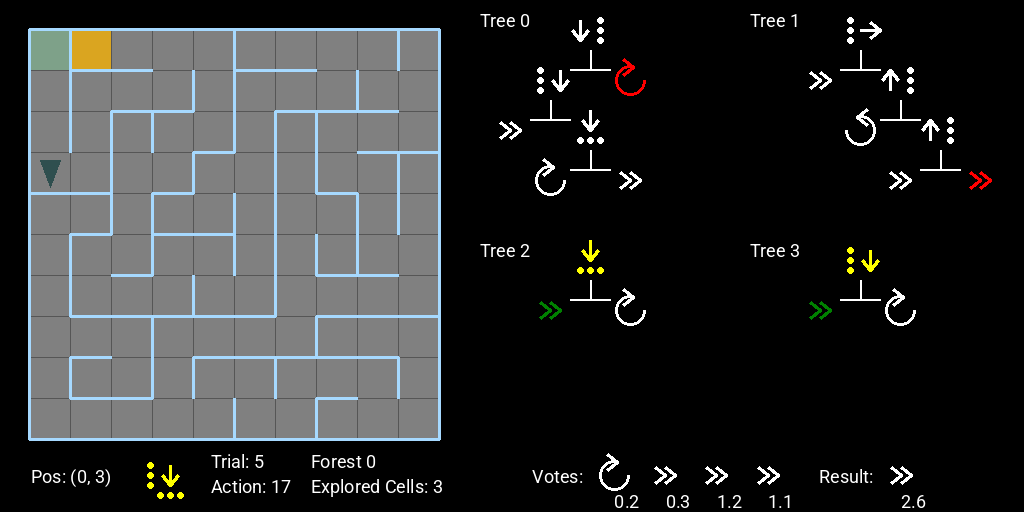 Tree 0
Tree 1
Tree 2
Tree 3
Pos: (0, 3)
Trial: 5
Forest 0
Action: 17
Explored Cells: 3
Votes:
0.2
0.3
1.2
1.1
Result:
2.6